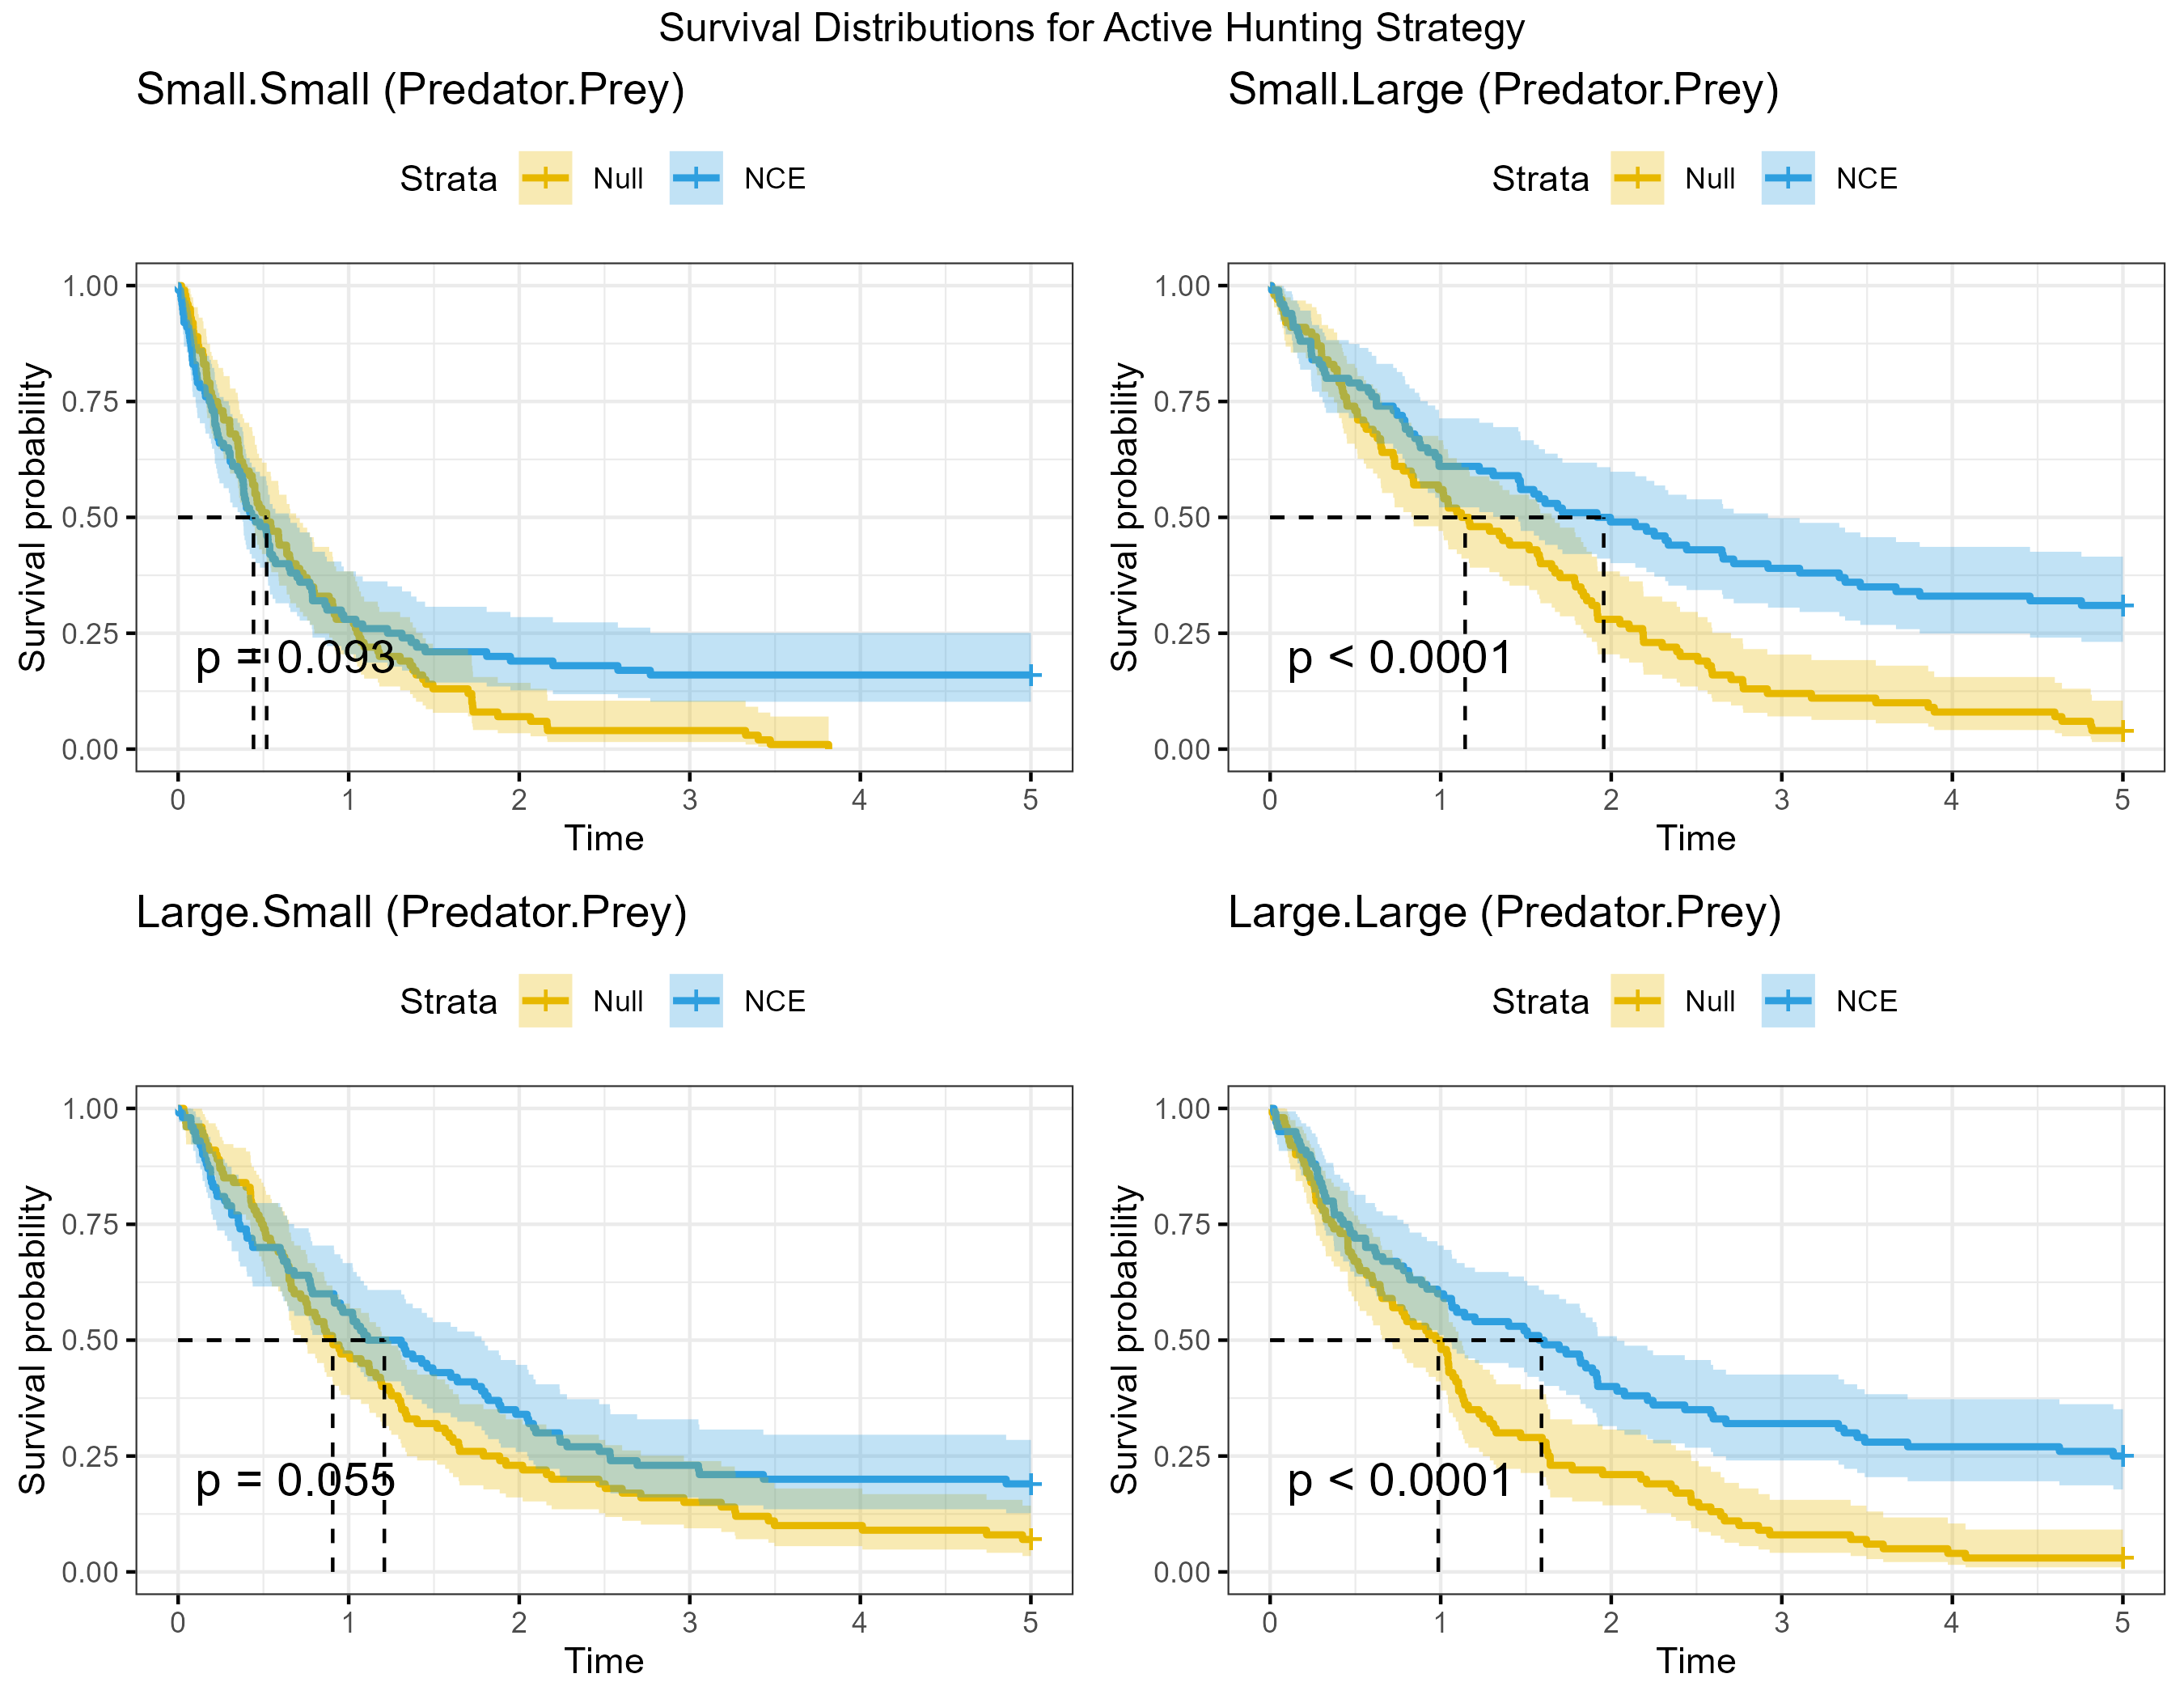 Survival Distributions for Active Hunting Strategy
Small.Small (Predator.Prey)
Strata Null NCE
1.00
0.75
0.50
0.25
0.00
Survival probability
p = 0.093
0 1 2 3 4 5
Time
Small.Large (Predator.Prey)
Strata Null NCE
1.00
0.75
0.50
0.25
0.00
Survival probability
p < 0.0001
0 1 2 3 4 5
Time
Large.Small (Predator.Prey)
Strata Null NCE
1.00
0.75
0.50
0.25
0.00
Survival probability
p = 0.055
0 1 2 3 4 5
Time
Large.Large (Predator.Prey)
Strata Null NCE
1.00
0.75
0.50
0.25
0.00
Survival probability
p < 0.0001
0 1 2 3 4 5
Time